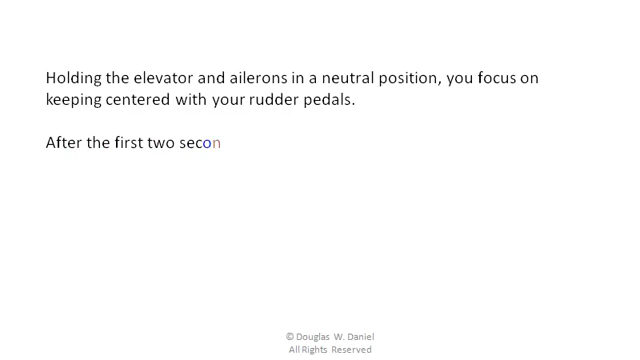 Holding the elevator and ailerons in a neutral position, you focus on
keeping centered with your rudder pedals.
After the first two secon
© Douglas W. Daniel
All Rights Reserved